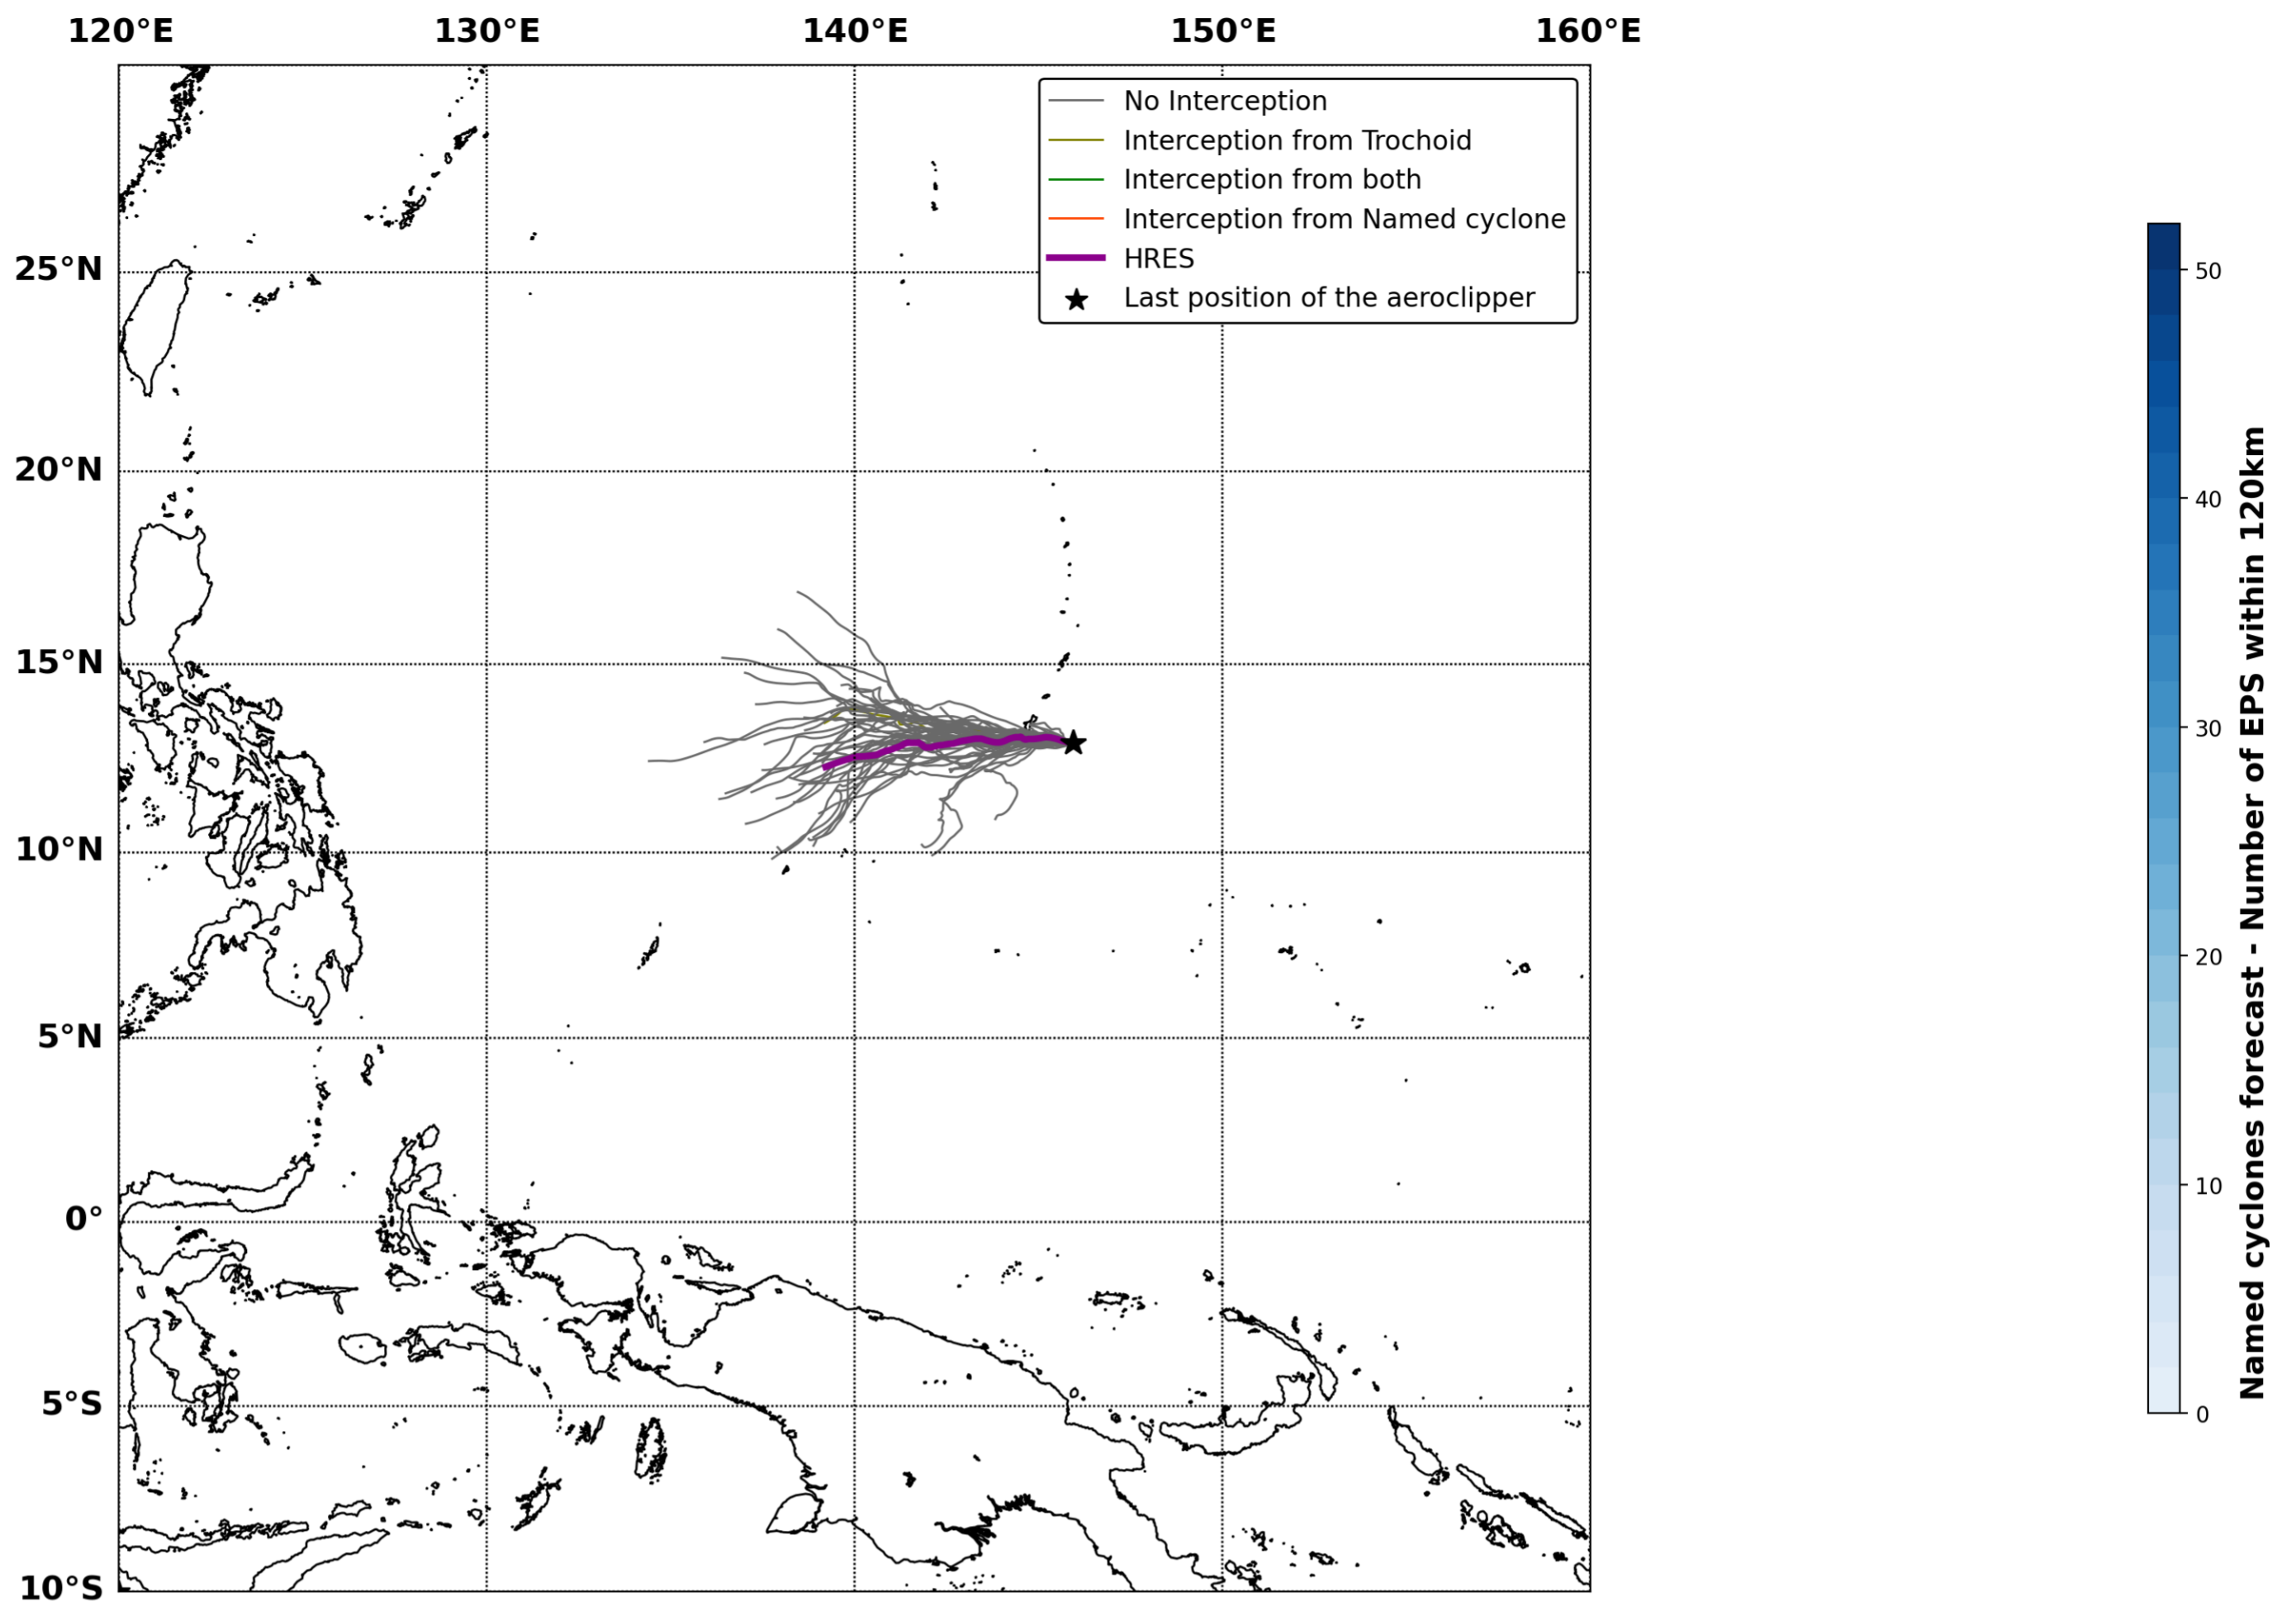 120°E 130°E 140°E 150°E 160°E
No Interception
Interception from Trochoid
Interception from both
Interception from Named cyclone
HRES
Last position of the aeroclipper
25°N
20°N
15°N
10°N
5°N
0°
5°S
10°S
50
40
30
20
10
0
Named cyclones forecast - Number of EPS within 120km